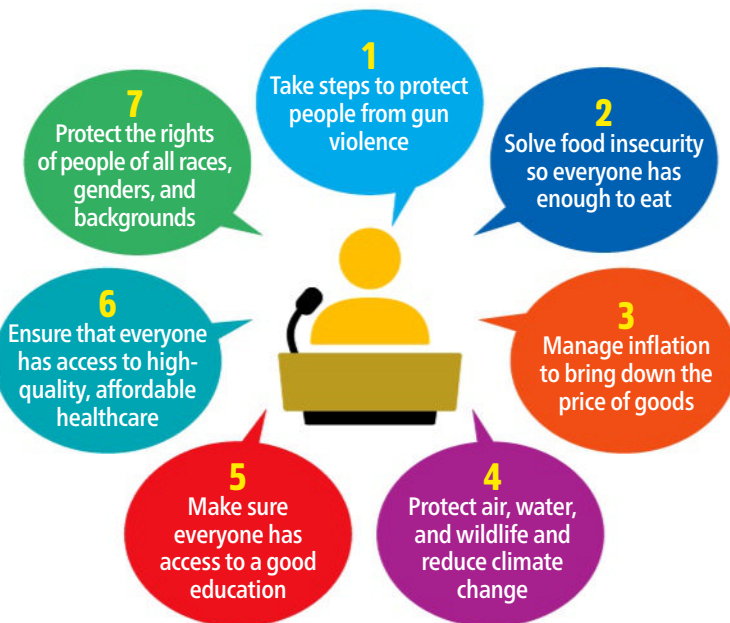 1
Take steps to protect
people from gun
violence
2
Solve food insecurity
so everyone has
enough to eat
3
Manage inflation
to bring down the
price of goods
4
Protect air, water,
and wildlife and
reduce climate
change
5
Make sure
everyone has
access to a good
education
6
Ensure that everyone
has access to high-
quality, affordable
healthcare
7
Protect the rights
of people of all races,
genders, and
backgrounds